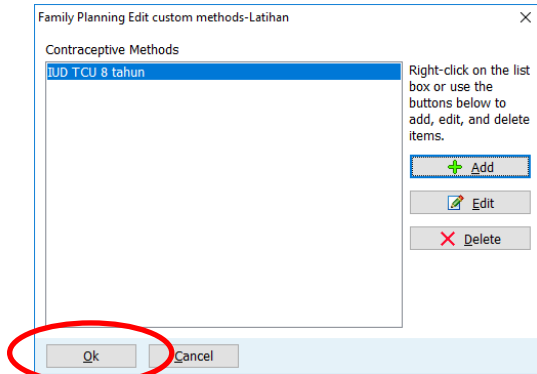 Family Planning Edit custom methods-Latihan
Contraceptive Methods
IUD TCU 8 tahun
Right-click on the list
box or use the
buttons below to
add, edit, and delete
items.
Add
Edit
Delete
Ok
Cancel